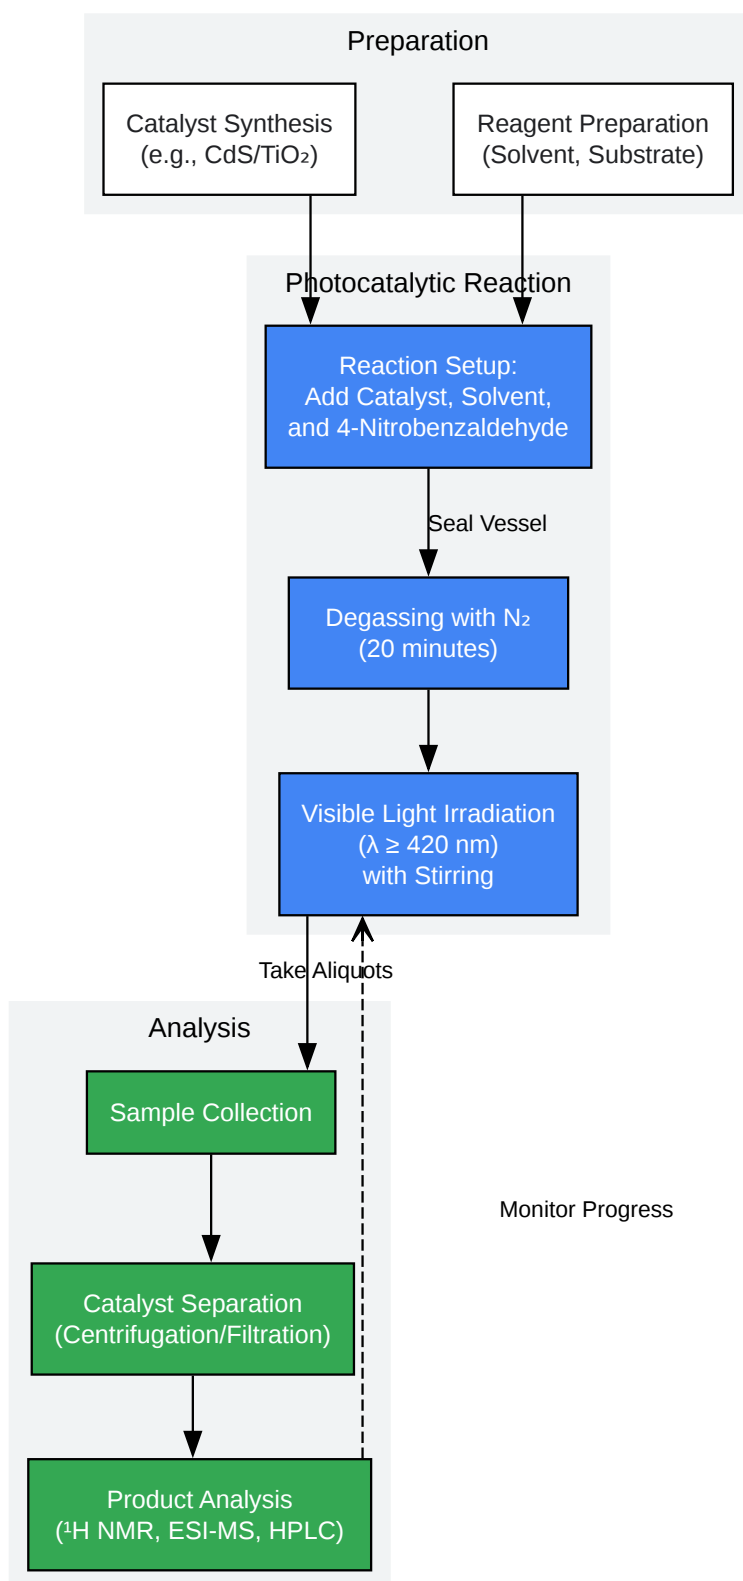 Preparation
Catalyst Synthesis
(e.g., CdS/TiO₂)
Reagent Preparation
(Solvent, Substrate)
Photocatalytic Reaction
Reaction Setup:
Add Catalyst, Solvent,
and 4-Nitrobenzaldehyde
Seal Vessel
Degassing with N₂
(20 minutes)
Visible Light Irradiation
(λ ≥ 420 nm)
with Stirring
Take Aliquots
Analysis
Sample Collection
Monitor Progress
Catalyst Separation
(Centrifugation/Filtration)
Product Analysis
(¹H NMR, ESI-MS, HPLC)